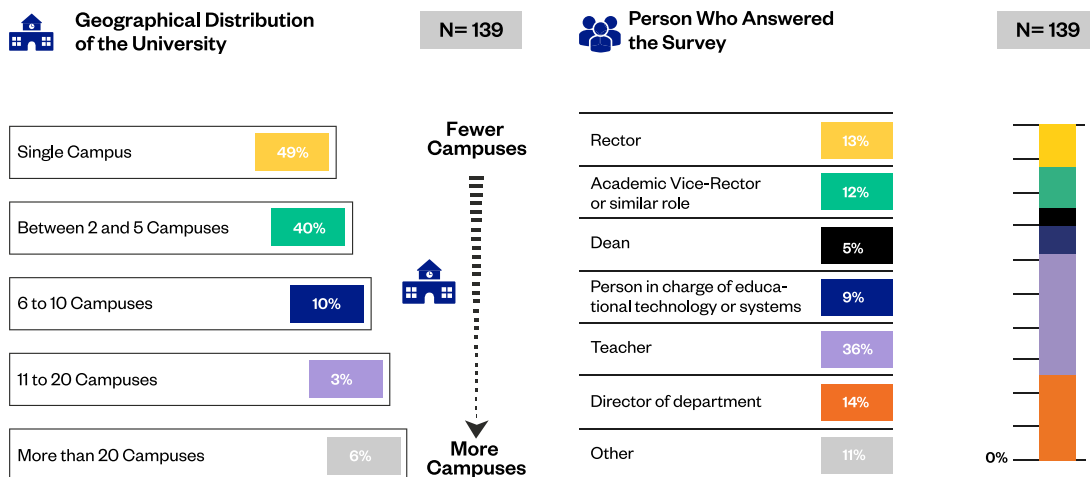 Geographical Distribution
of the University
N= 139
Single Campus
49%
Between 2 and 5 Campuses
40%
6 to 10 Campuses
10%
11 to 20 Campuses
3%
More than 20 Campuses
6%
Fewer
Campuses
More
Campuses
Person Who Answered
the Survey
N= 139
Rector
13%
Academic Vice-Rector
or similar role
12%
Dean
5%
Person in charge of educa-
tional technology or systems
9%
Teacher
36%
Director of department
14%
Other
11%
0%